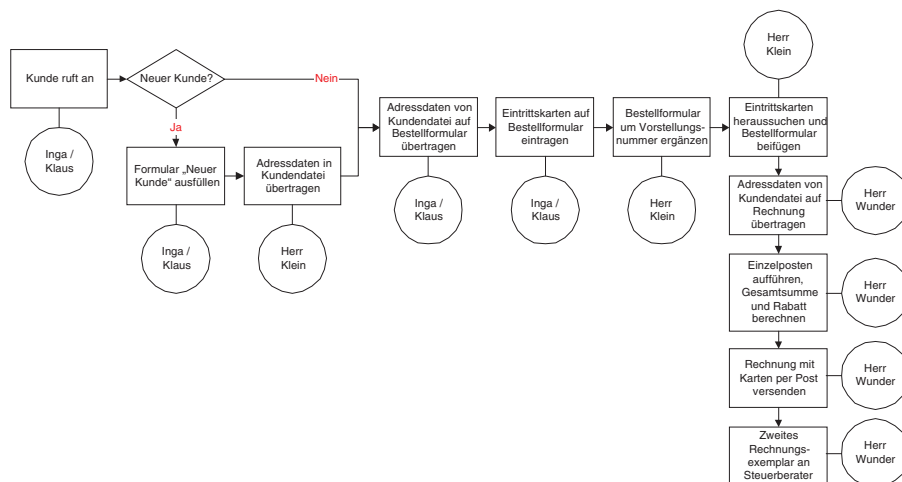 Kunde ruft an
Inga /
Klaus
Neuer Kunde?
Nein
Ja
Formular „Neuer
Kunde“ ausfüllen
Inga /
Klaus
Adressdaten in
Kundendatei
übertragen
Herr
Klein
Adressdaten von
Kundendatei auf
Bestellformular
übertragen
Inga /
Klaus
Eintrittskarten auf
Bestellformular
eintragen
Inga /
Klaus
Bestellformular
um Vorstellungs-
nummer ergänzen
Herr
Klein
Herr
Klein
Eintrittskarten
heraussuchen und
Bestellformular
beifügen
Adressdaten von
Kundendatei auf
Rechnung
übertragen
Herr
Wunder
Einzelposten
aufführen,
Gesamtsumme
und Rabatt
berechnen
Herr
Wunder
Rechnung mit
Karten per Post
versenden
Herr
Wunder
Zweites
Rechnungs-
exemplar an
Steuerberater
Herr
Wunder